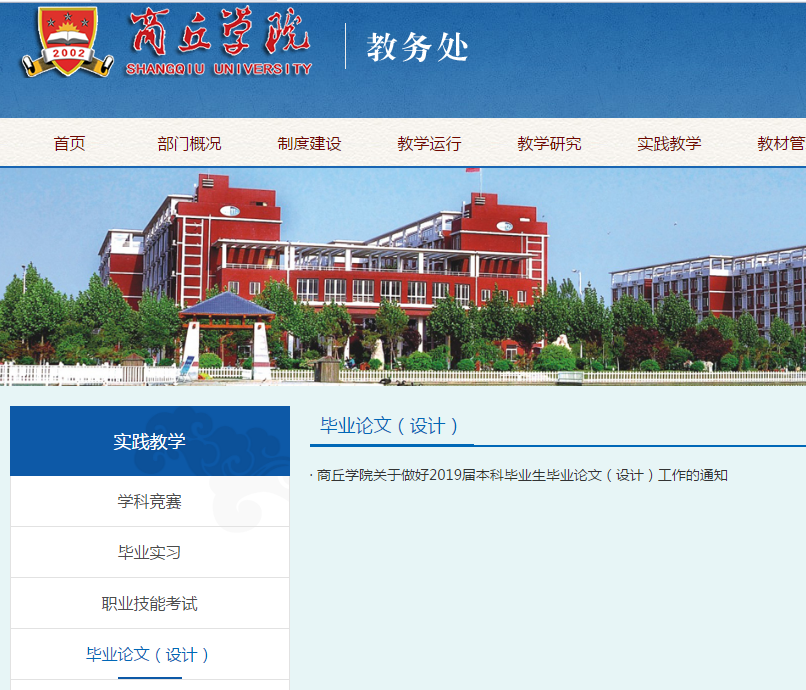 2002
商丘学院
SHANGQIU UNIVERSITY
教务处
首页
部门概况
制度建设
教学运行
教学研究
实践教学
教材管
实践教学
学科竞赛
毕业实习
职业技能考试
毕业论文（设计）
毕业论文（设计）
· 商丘学院关于做好2019届本科毕业生毕业论文（设计）工作的通知